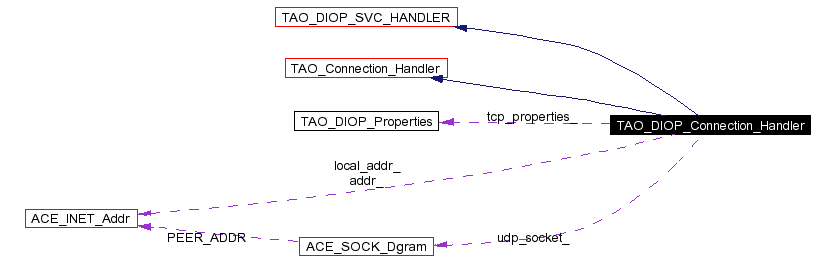 TAO_DIOP_SVC_HANDLER
TAO_Connection_Handler
TAO_DIOP_Properties
tcp_properties_
TAO_DIOP_Connection_Handler
local_addr_
addr_
ACE_INET_Addr
PEER_ADDR
ACE_SOCK_Dgram
udp_socket_